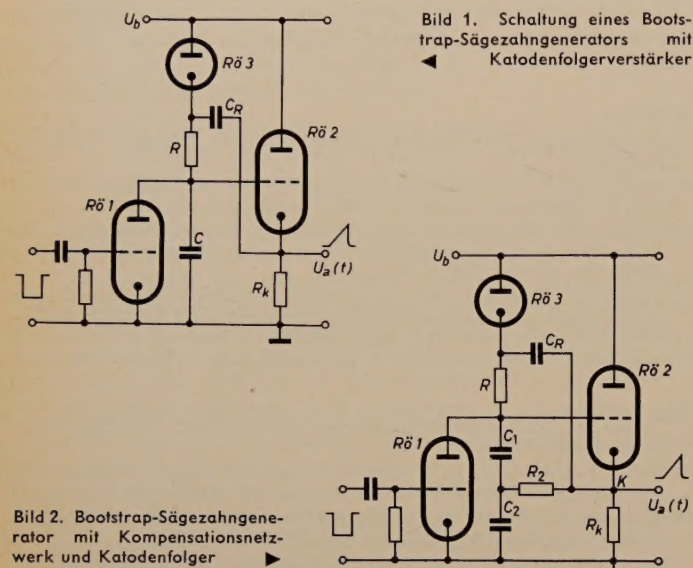 Bild 1. Schaltung eines Boots-
trap-Sägezahngenerators mit
◄ Katodenfolgerverstärker
U_b
Rö 3
C_R
R
Rö 2
Rö 1
C
U_a (t)
R_k
U_b
Rö 3
C_R
R
Rö 2
Rö 1
C_1
R_2
K
C_2
U_a (t)
R_k
Bild 2. Bootstrap-Sägezahngene-
rator mit Kompensationsnetz-
werk und Katodenfolger ►